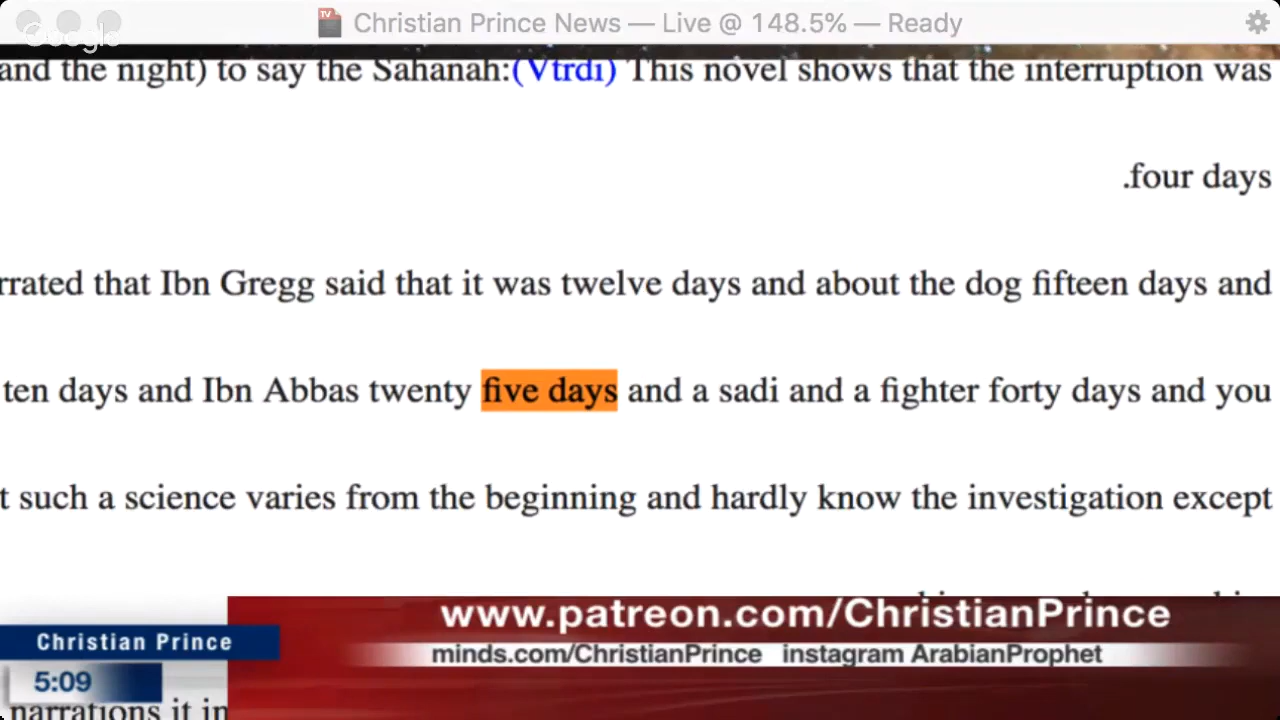 Christian Prince News — Live @ 148.5% — Ready
Google
and the night) to say the Sahanah:(Vtrdi) This novel shows that the interruption was
.four days
rrated that Ibn Gregg said that it was twelve days and about the dog fifteen days and
ten days and Ibn Abbas twenty five days and a sadi and a fighter forty days and you
t such a science varies from the beginning and hardly know the investigation except
www.patreon.com/ChristianPrince
Christian Prince
minds.com/ChristianPrince instagram ArabianProphet
5:09
narrations it in